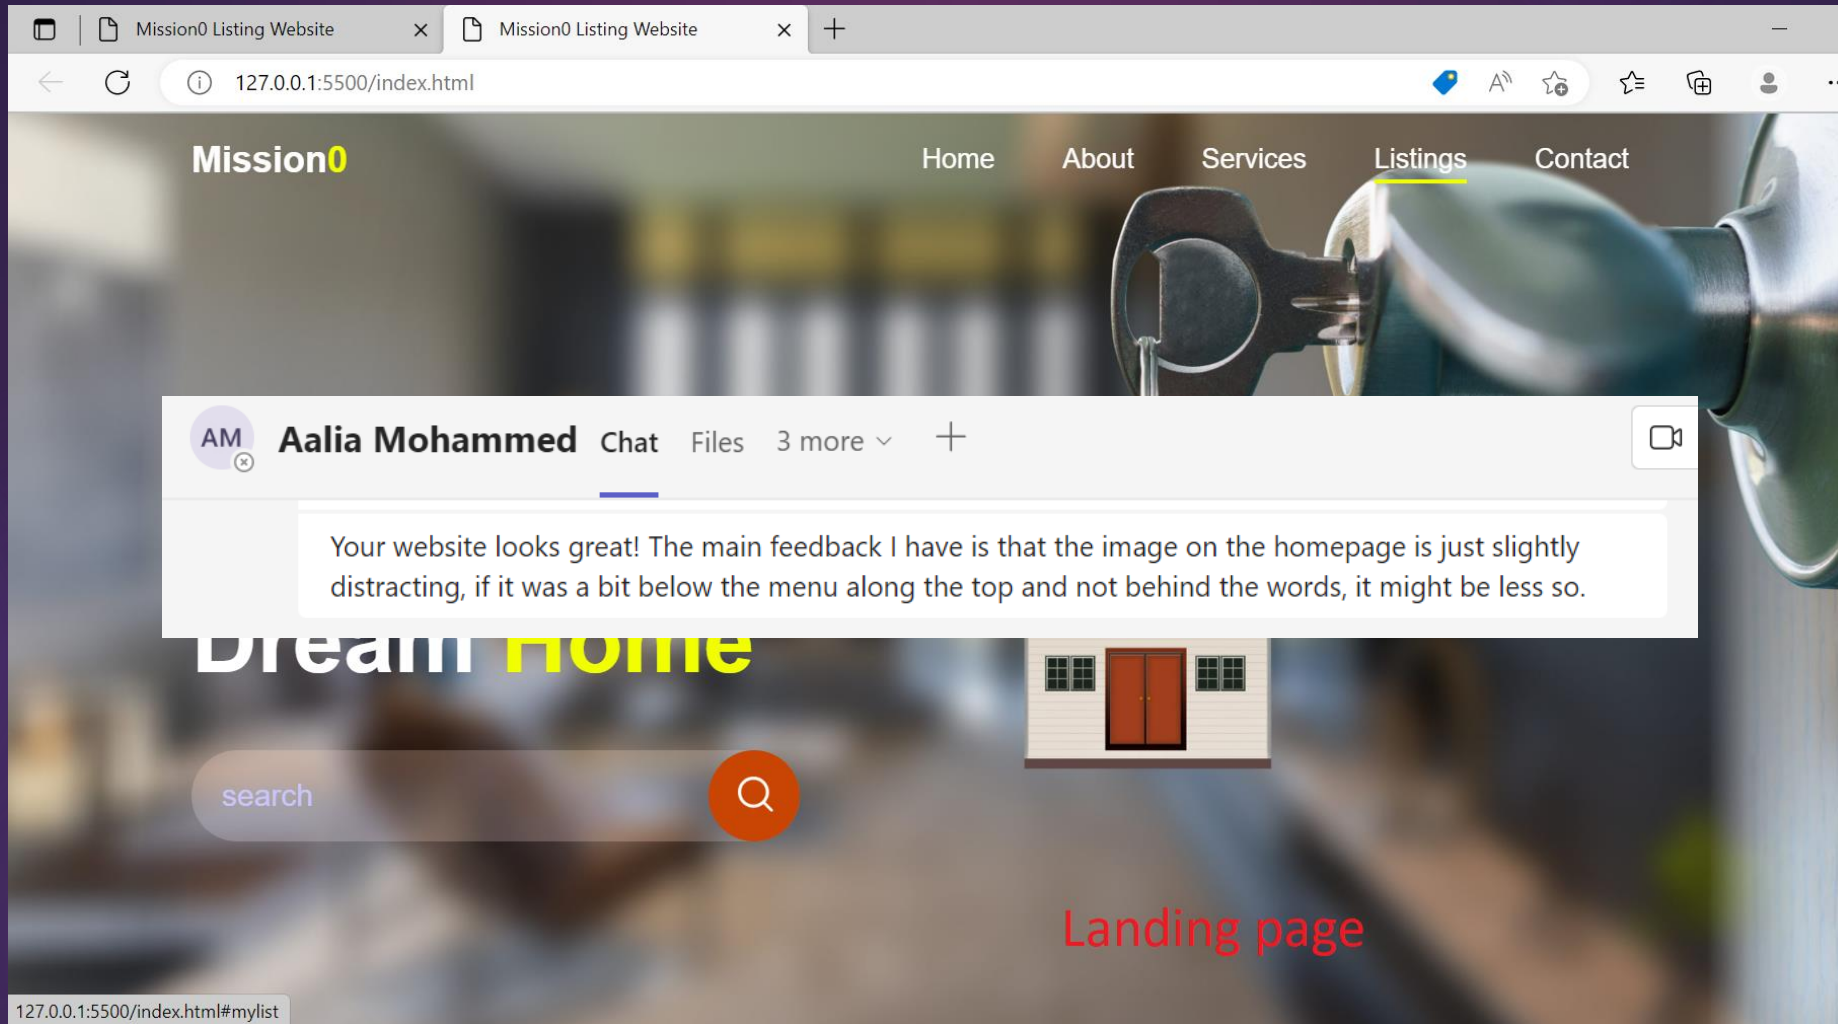 Mission0 Listing Website
Mission0 Listing Website
127.0.0.1:5500/index.html
Mission0
Home About Services Listings Contact
AM Aalia Mohammed Chat Files 3 more
Your website looks great! The main feedback I have is that the image on the homepage is just slightly
distracting, if it was a bit below the menu along the top and not behind the words, it might be less so.
Dream Home
search
Landing page
127.0.0.1:5500/index.html#mylist